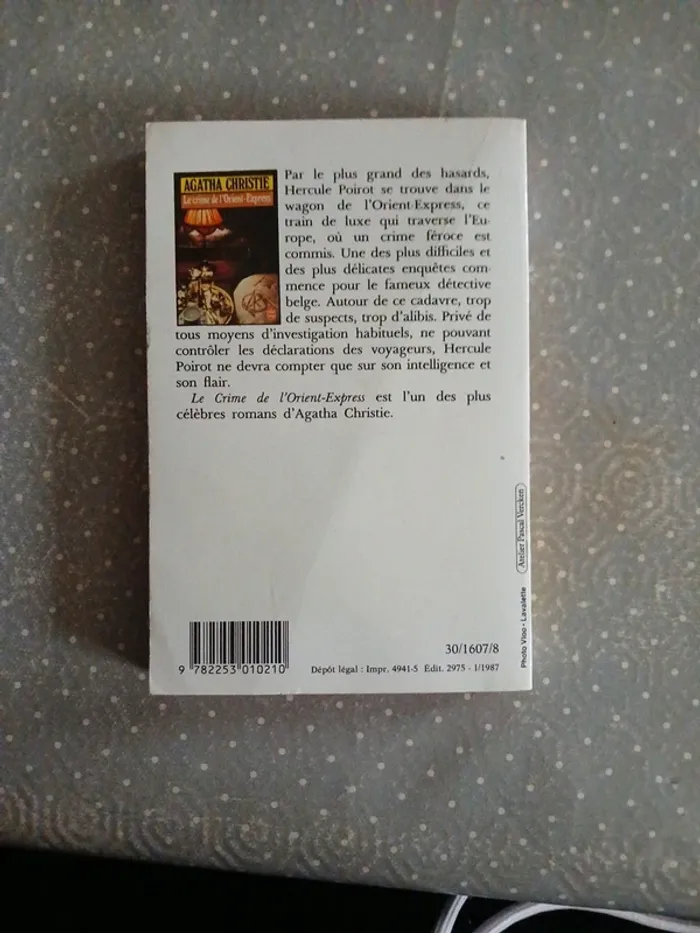 AGATHA CHRISTIE
Le crime de l'Orient-Express
Par le plus grand des hasards,
Hercule Poirot se trouve dans le
wagon de l'Orient-Express, ce
train de luxe qui traverse l'Eu-
rope, où un crime féroce est
commis. Une des plus difficiles et
des plus délicates enquêtes com-
mence pour le fameux détective
belge. Autour de ce cadavre, trop
de suspects, trop d'alibis. Privé de
tous moyens d'investigation habituels, ne pouvant
contrôler les déclarations des voyageurs, Hercule
Poirot ne devra compter que sur son intelligence et
son flair.
Le Crime de l'Orient-Express est l'un des plus
célèbres romans d'Agatha Christie.
Photo Vloo - Lavalette
Atelier Pascal Vercken
30/1607/8
9 782253 010210
Dépôt légal : Impr. 4941-5 Édit. 2975 - 1/1987